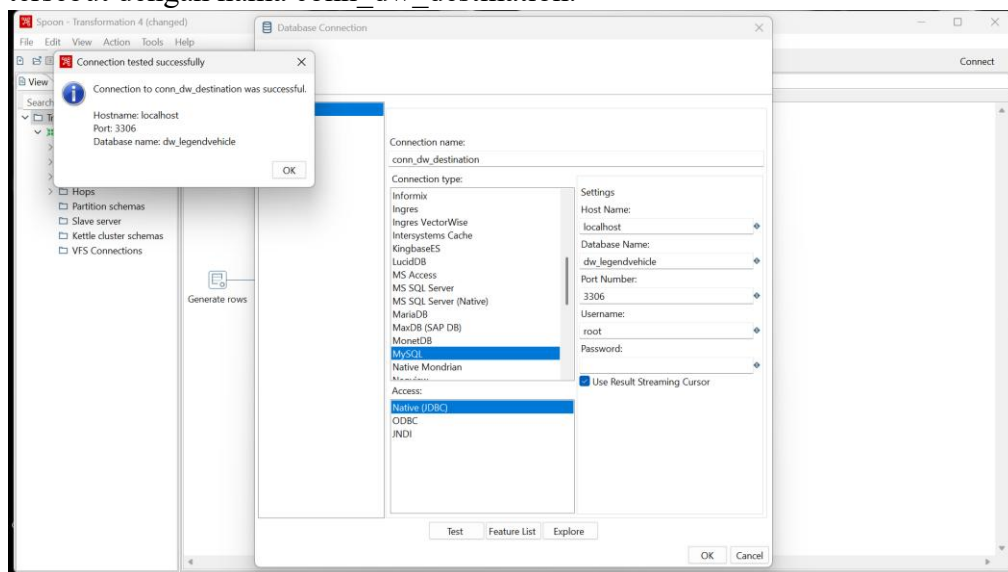 tersebut dengan nama conn_dw_destination.
Spoon - Transformation 4 (changed)
File Edit View Action Tools Help
Connect
View
Search
Connection tested successfully
Connection to conn_dw_destination was successful.
Hostname: localhost
Port: 3306
Database name: dw_legendvehicle
OK
Hops
Partition schemas
Slave server
Kettle cluster schemas
VFS Connections
Generate rows
Database Connection
Connection name:
conn_dw_destination
Connection type:
Informix
Ingres
Ingres VectorWise
Intersystems Cache
KingbaseES
LucidDB
MS Access
MS SQL Server
MS SQL Server (Native)
MariaDB
MaxDB (SAP DB)
MonetDB
MySQL
Native Mondrian
Access:
Native (JDBC)
ODBC
JNDI
Settings
Host Name:
localhost
Database Name:
dw_legendvehicle
Port Number:
3306
Username:
root
Password:
Use Result Streaming Cursor
Test Feature List Explore
OK Cancel